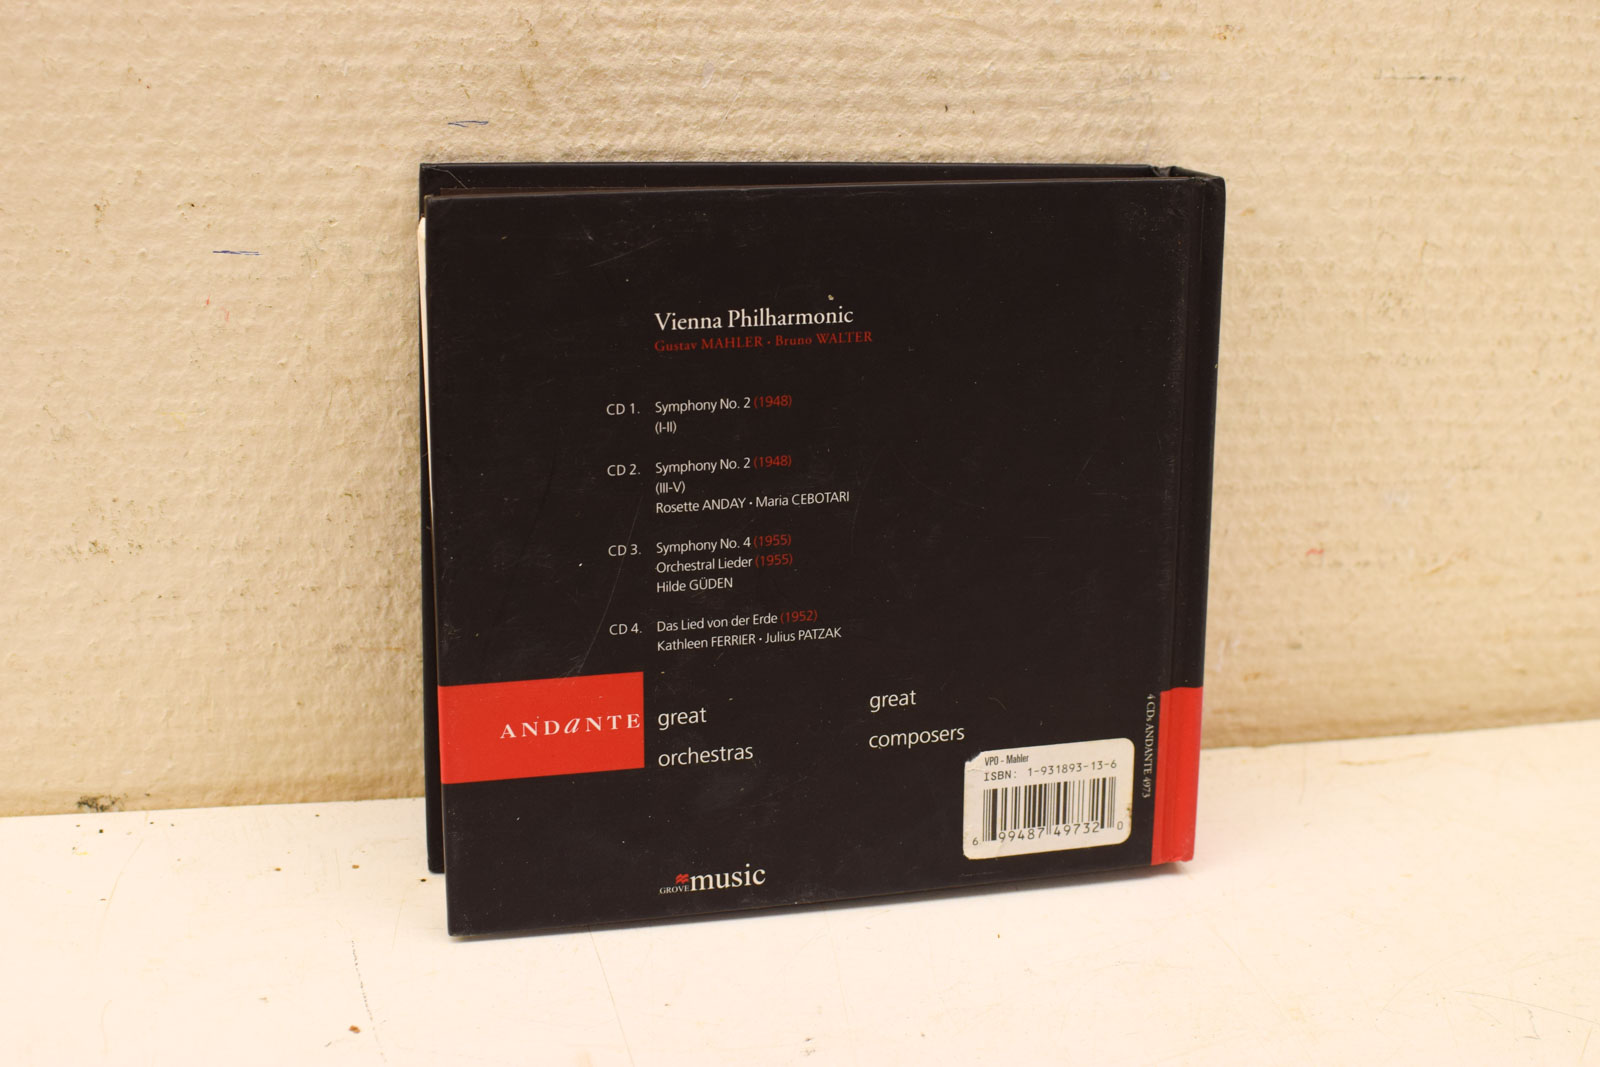 Vienna Philharmonic
Gustav MAHLER · Bruno WALTER
CD 1. Symphony No. 2 (1948)
(I-II)
CD 2. Symphony No. 2 (1948)
(III-V)
Rosette ANDAY · Maria CEBOTARI
CD 3. Symphony No. 4 (1955)
Orchestral Lieder (1955)
Hilde GÜDEN
CD 4. Das Lied von der Erde (1952)
Kathleen FERRIER · Julius PATZAK
ANDaNTE
great
orchestras
great
composers
4 CDs ANDANTE 4973
VPO - Mahler
ISBN: 1-931893-13-6
6 99487 49732 0
GROVEmusic